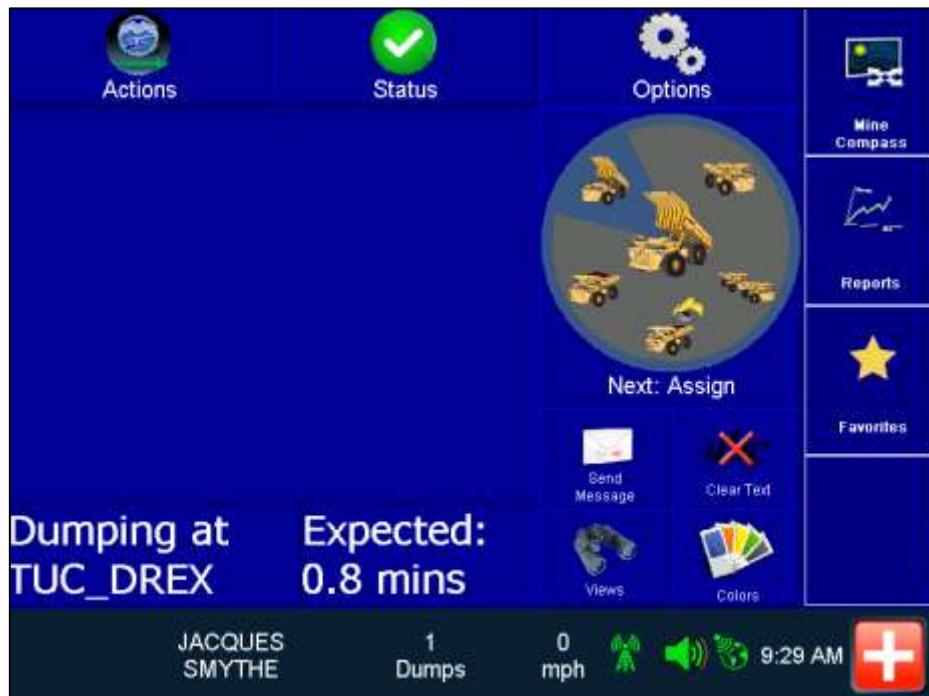 Actions
Status
Options
Mine
Compass
Reports
Next: Assign
Favorites
Send
Message
Clear Text
Dumping at
TUC_DREX
Expected:
0.8 mins
Views
Colors
JACQUES
SMYTHE
1
Dumps
0
mph
9:29 AM